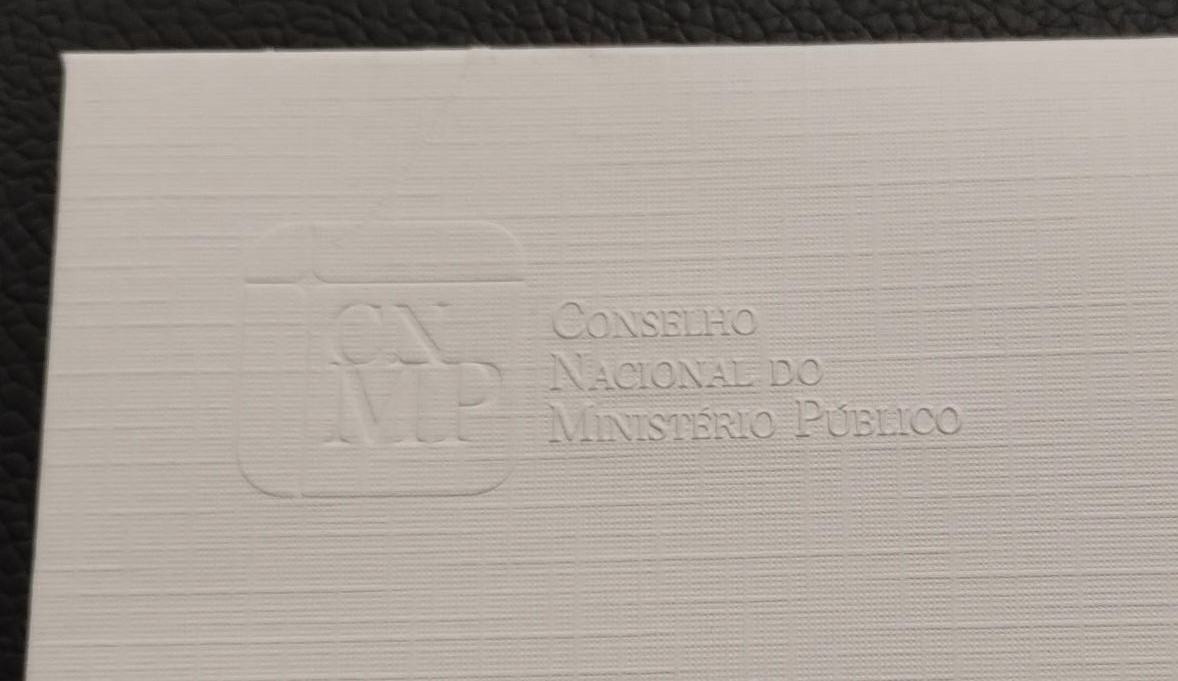 CN
MP
CONSELHO
NACIONAL DO
MINISTÉRIO PÚBLICO